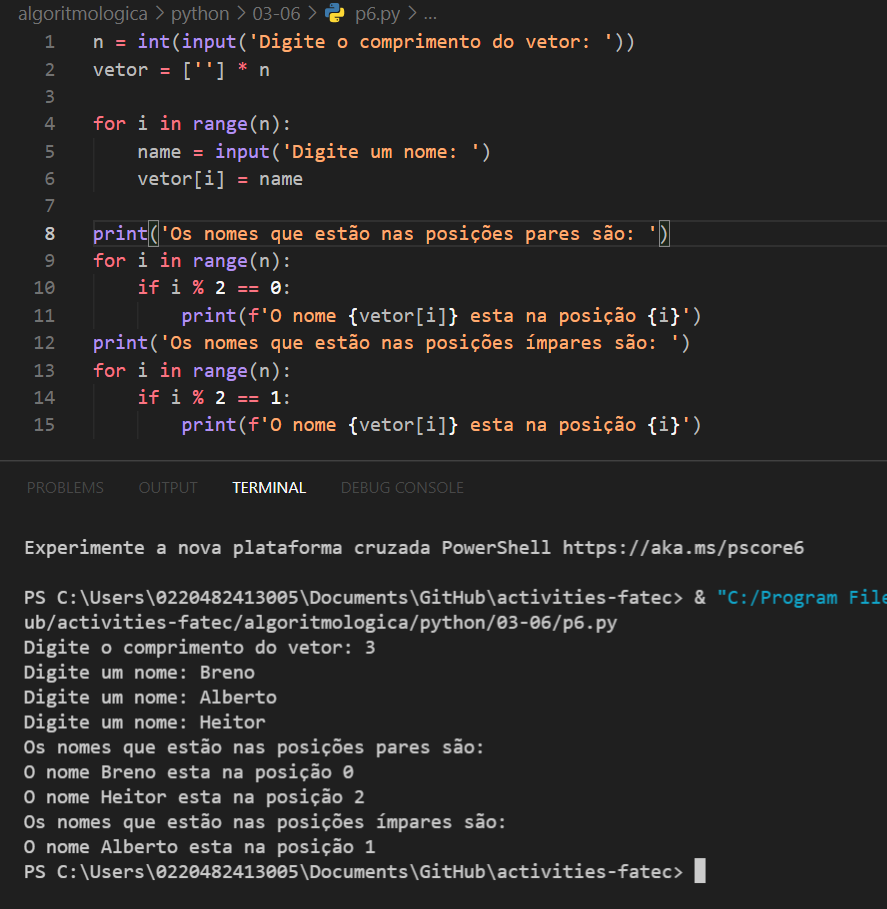 algoritmologica > python > 03-06 > p6.py > ...
1 n = int(input('Digite o comprimento do vetor: '))
2 vetor = [''] * n
3
4 for i in range(n):
5     name = input('Digite um nome: ')
6     vetor[i] = name
7
8 print('Os nomes que estão nas posições pares são: ')
9 for i in range(n):
10     if i % 2 == 0:
11         print(f'O nome {vetor[i]} esta na posição {i}')
12 print('Os nomes que estão nas posições ímpares são: ')
13 for i in range(n):
14     if i % 2 == 1:
15         print(f'O nome {vetor[i]} esta na posição {i}')
PROBLEMS OUTPUT TERMINAL DEBUG CONSOLE
Experimente a nova plataforma cruzada PowerShell https://aka.ms/pscore6
PS C:\Users\0220482413005\Documents\GitHub\activities-fatec> & "C:/Program File
ub/activities-fatec/algoritmologica/python/03-06/p6.py
Digite o comprimento do vetor: 3
Digite um nome: Breno
Digite um nome: Alberto
Digite um nome: Heitor
Os nomes que estão nas posições pares são:
O nome Breno esta na posição 0
O nome Heitor esta na posição 2
Os nomes que estão nas posições ímpares são:
O nome Alberto esta na posição 1
PS C:\Users\0220482413005\Documents\GitHub\activities-fatec>